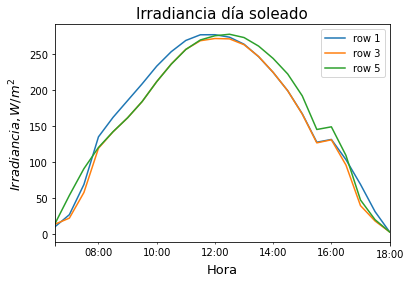 Irradiancia día soleado
row 1
row 3
row 5
Irradiancia, W/m²
250
200
150
100
50
0
08:00 10:00 12:00 14:00 16:00 18:00
Hora